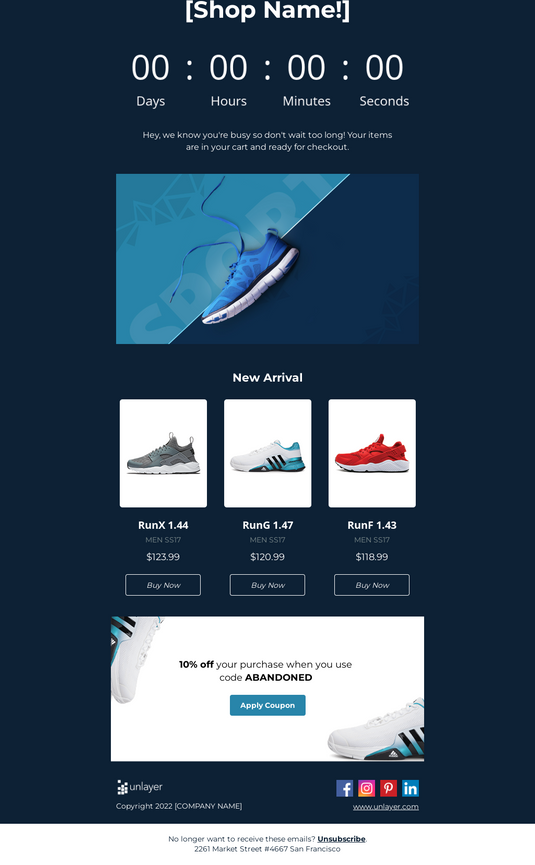 [Shop Name!]
00 : 00 : 00 : 00
Days Hours Minutes Seconds
Hey, we know you're busy so don't wait too long! Your items
are in your cart and ready for checkout.
SPORT
New Arrival
RunX 1.44 RunG 1.47 RunF 1.43
MEN SS17 MEN SS17 MEN SS17
$123.99 $120.99 $118.99
Buy Now Buy Now Buy Now
10% off your purchase when you use
code ABANDONED
Apply Coupon
unlayer
Copyright 2022 [COMPANY NAME] www.unlayer.com
No longer want to receive these emails? Unsubscribe.
2261 Market Street #4667 San Francisco